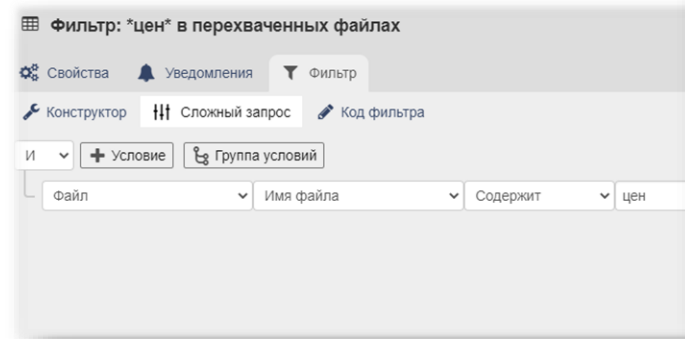 Фильтр: *цен* в перехваченных файлах
Свойства Уведомления Фильтр
Конструктор Сложный запрос Код фильтра
И Условие Группа условий
Файл Имя файла Содержит цен